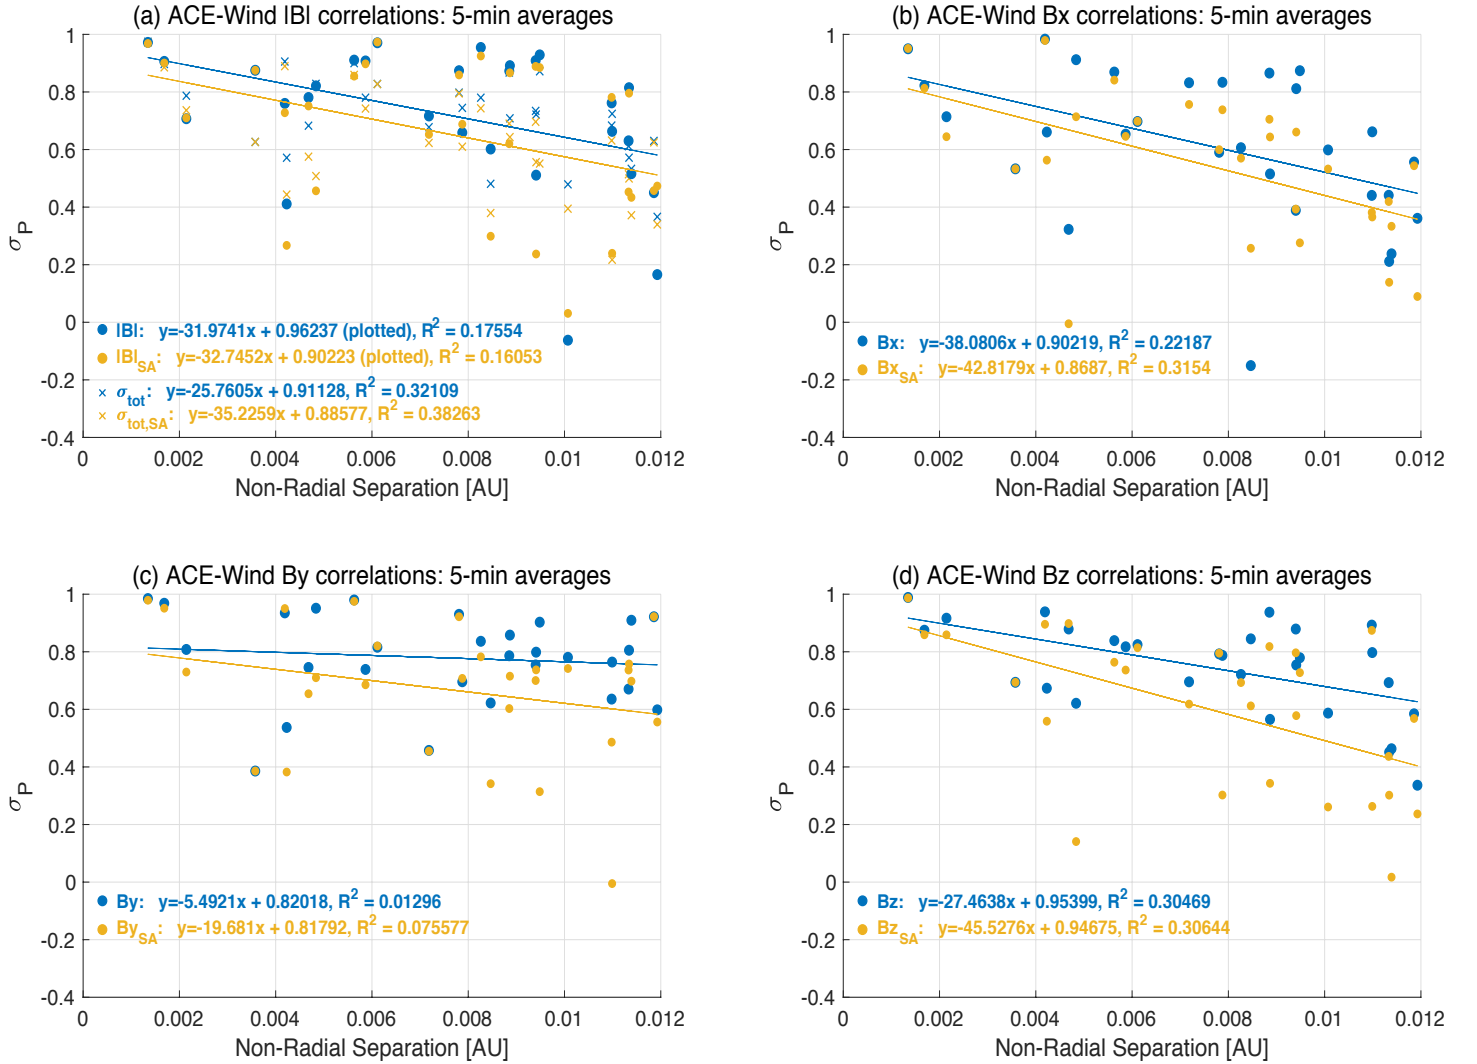 (a) ACE-Wind |B| correlations: 5-min averages
1
0.8
0.6
0.4
0.2
0
-0.2
-0.4
σP
|B|: y=-31.9741x + 0.96237 (plotted), R2 = 0.17554
|B|SA: y=-32.7452x + 0.90223 (plotted), R2 = 0.16053
σtot: y=-25.7605x + 0.91128, R2 = 0.32109
σtot,SA: y=-35.2259x + 0.88577, R2 = 0.38263
0 0.002 0.004 0.006 0.008 0.01 0.012
Non-Radial Separation [AU]
(b) ACE-Wind Bx correlations: 5-min averages
1
0.8
0.6
0.4
0.2
0
-0.2
-0.4
σP
Bx: y=-38.0806x + 0.90219, R2 = 0.22187
BxSA: y=-42.8179x + 0.8687, R2 = 0.3154
0 0.002 0.004 0.006 0.008 0.01 0.012
Non-Radial Separation [AU]
(c) ACE-Wind By correlations: 5-min averages
1
0.8
0.6
0.4
0.2
0
-0.2
-0.4
σP
By: y=-5.4921x + 0.82018, R2 = 0.01296
BySA: y=-19.681x + 0.81792, R2 = 0.075577
0 0.002 0.004 0.006 0.008 0.01 0.012
Non-Radial Separation [AU]
(d) ACE-Wind Bz correlations: 5-min averages
1
0.8
0.6
0.4
0.2
0
-0.2
-0.4
σP
Bz: y=-27.4638x + 0.95399, R2 = 0.30469
BzSA: y=-45.5276x + 0.94675, R2 = 0.30644
0 0.002 0.004 0.006 0.008 0.01 0.012
Non-Radial Separation [AU]